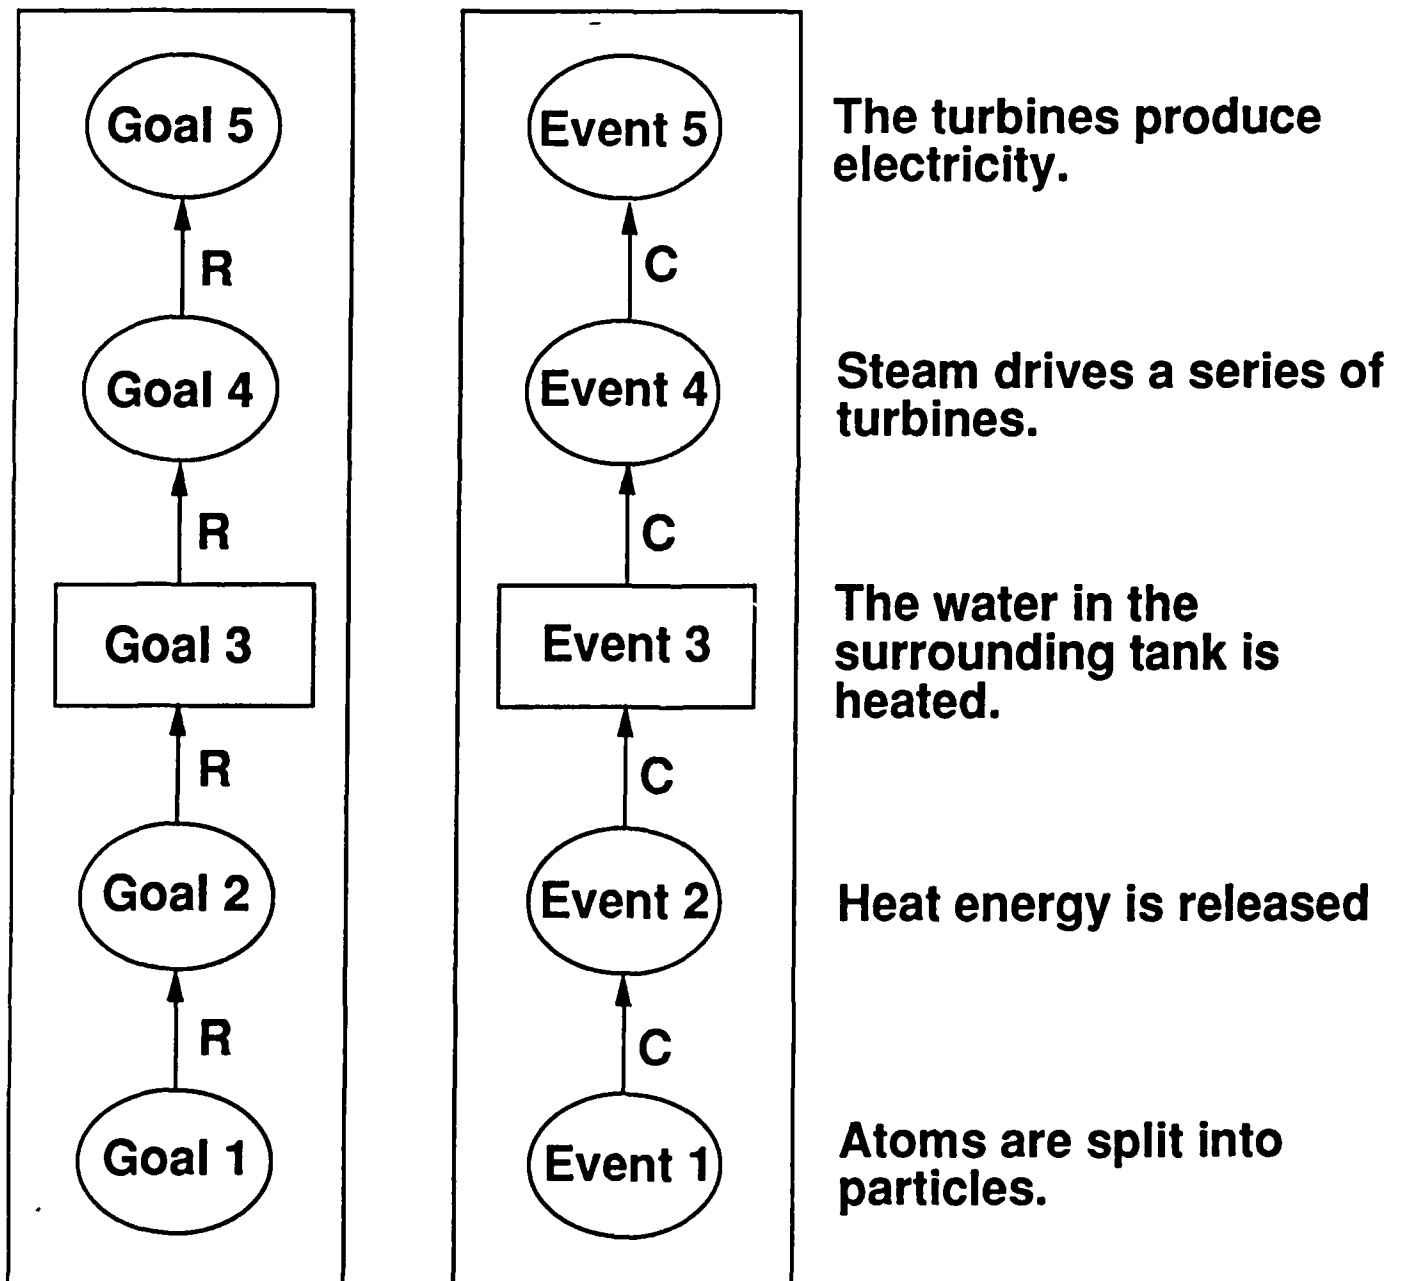 Goal 5
Event 5
The turbines produce
electricity.
R
C
Goal 4
Event 4
Steam drives a series of
turbines.
R
C
Goal 3
Event 3
The water in the
surrounding tank is
heated.
R
C
Goal 2
Event 2
Heat energy is released
R
C
Goal 1
Event 1
Atoms are split into
particles.